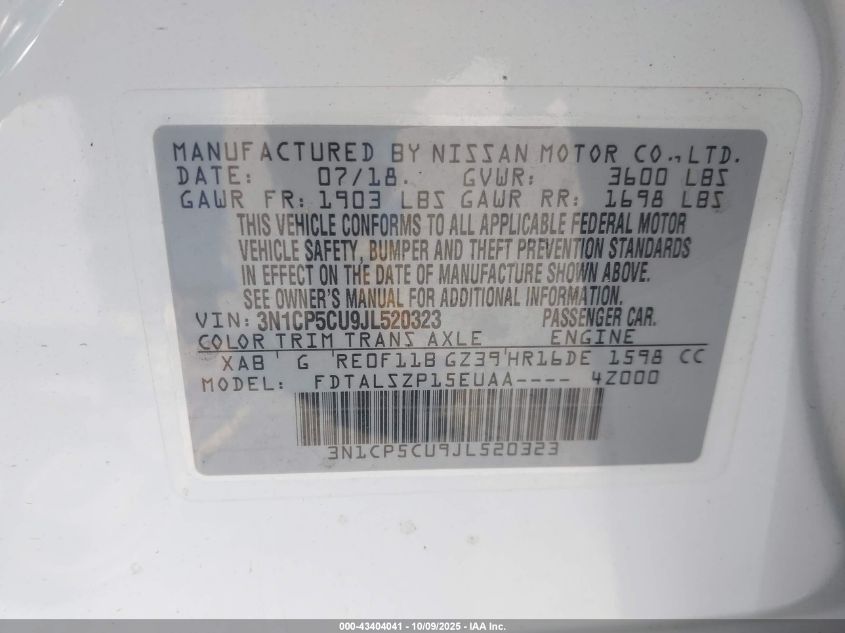 MANUFACTURED BY NISSAN MOTOR CO.,LTD.
DATE: 07/18. GVWR: 3600 LBS
GAWR FR: 1903 LBS GAWR RR: 1698 LBS
THIS VEHICLE CONFORMS TO ALL APPLICABLE FEDERAL MOTOR
VEHICLE SAFETY, BUMPER AND THEFT PREVENTION STANDARDS
IN EFFECT ON THE DATE OF MANUFACTURE SHOWN ABOVE.
SEE OWNER'S MANUAL FOR ADDITIONAL INFORMATION.
VIN: 3N1CP5CU9JL520323 PASSENGER CAR.
COLOR TRIM TRANS AXLE ENGINE
XAB G RE0F11B GZ39 HR16DE 1598 CC
MODEL: FDTALSZP15EUAA---- 4Z000
3N1CP5CU9JL520323
000-43404041 - 10/09/2025 - IAA Inc.